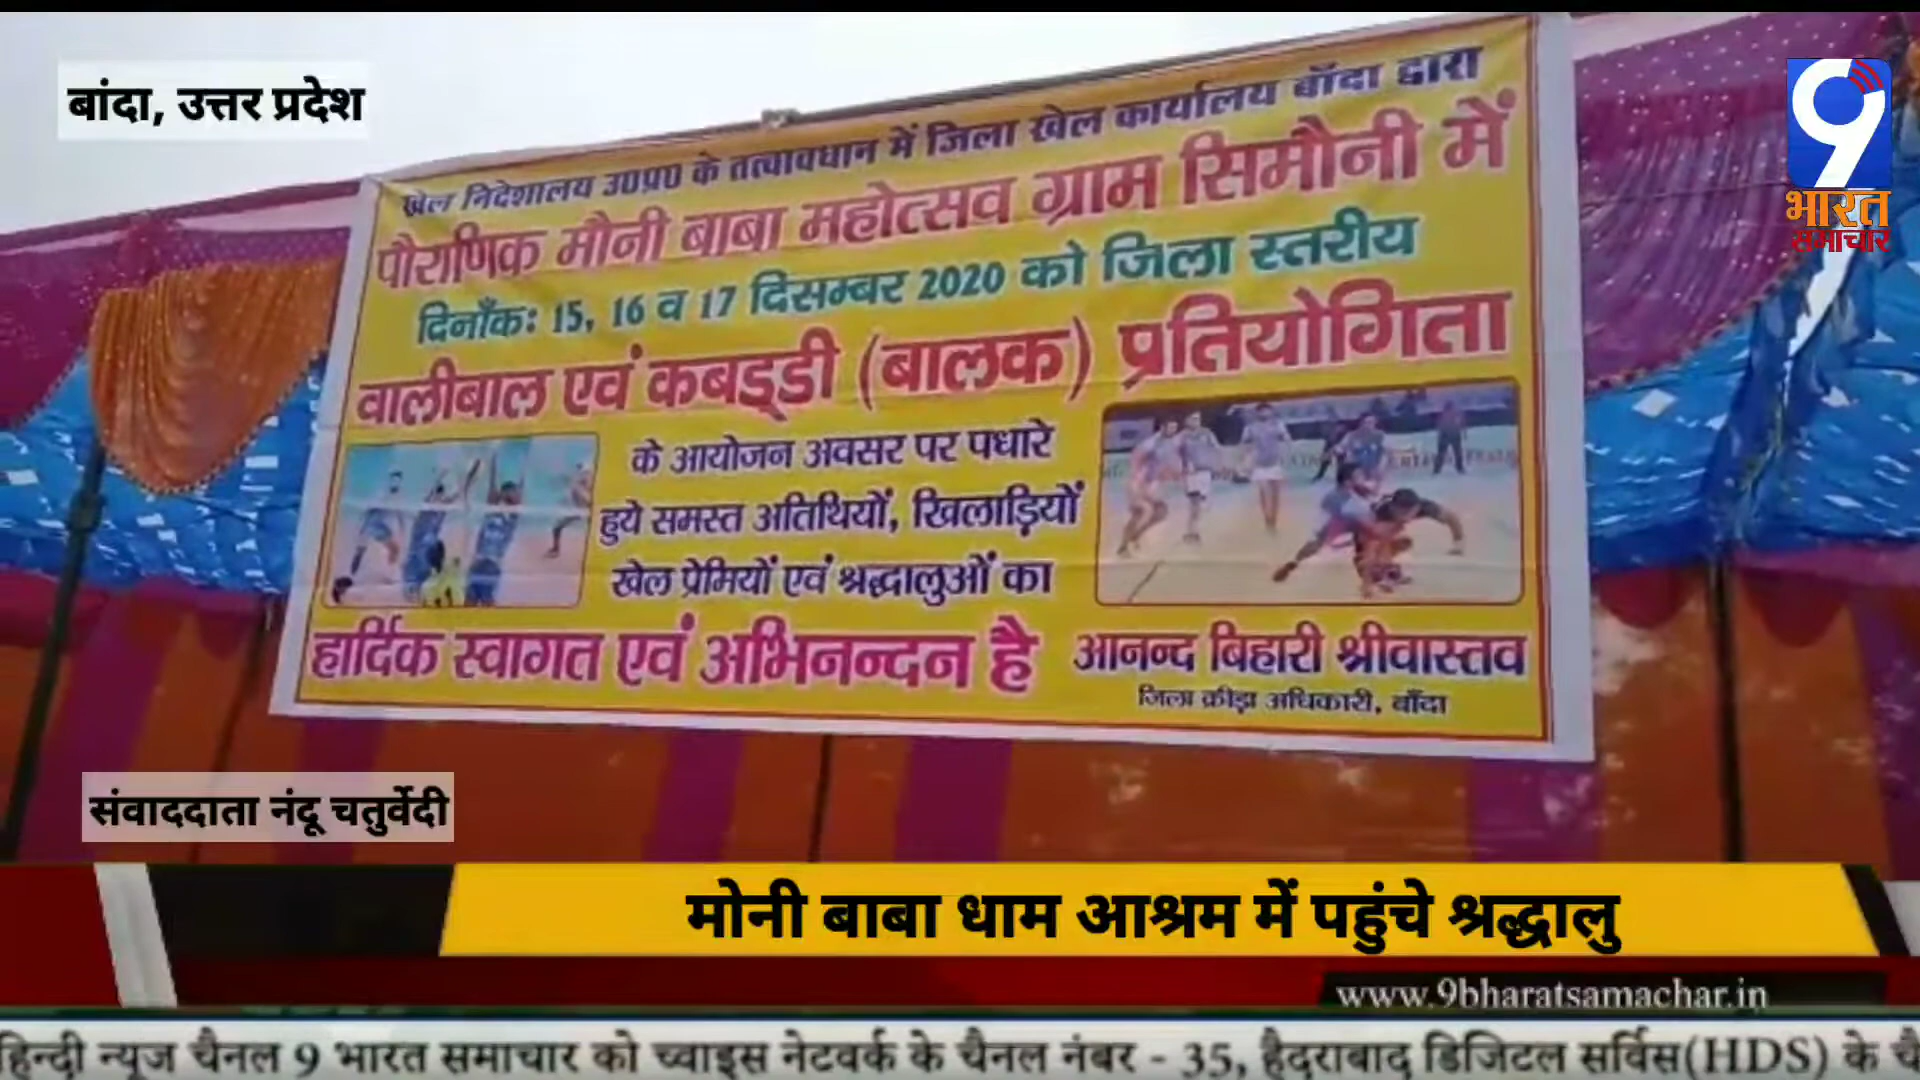 बांदा, उत्तर प्रदेश
9
भारत
समाचार
खेल निदेशालय उ0प्र0 के तत्वावधान में जिला खेल कार्यालय बाँदा द्वारा
पौराणिक मौनी बाबा महोत्सव ग्राम सिमौनी में
दिनाँकः 15, 16 व 17 दिसम्बर 2020 को जिला स्तरीय
वालीबाल एवं कबड्डी (बालक) प्रतियोगिता
के आयोजन अवसर पर पधारे
हुये समस्त अतिथियों, खिलाड़ियों
खेल प्रेमियों एवं श्रद्धालुओं का
हार्दिक स्वागत एवं अभिनन्दन है
आनन्द बिहारी श्रीवास्तव
जिला क्रीड़ा अधिकारी, बाँदा
संवाददाता नंदू चतुर्वेदी
मोनी बाबा धाम आश्रम में पहुंचे श्रद्धालु
www.9bharatsamachar.in
हिन्दी न्यूज चैनल 9 भारत समाचार को च्वाइस नेटवर्क के चैनल नंबर - 35, हैदराबाद डिजिटल सर्विस(HDS) के